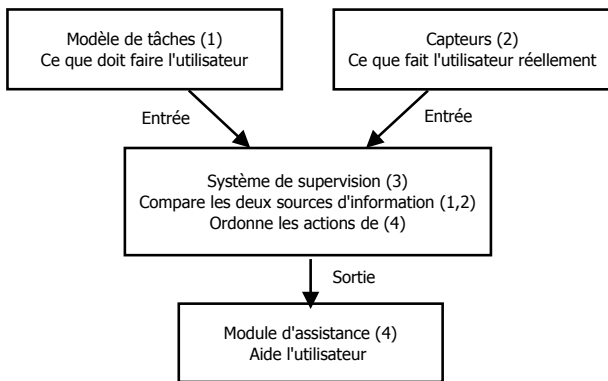 Modèle de tâches (1)
Ce que doit faire l'utilisateur
Capteurs (2)
Ce que fait l'utilisateur réellement
Entrée
Entrée
Système de supervision (3)
Compare les deux sources d'information (1,2)
Ordonne les actions de (4)
Sortie
Module d'assistance (4)
Aide l'utilisateur